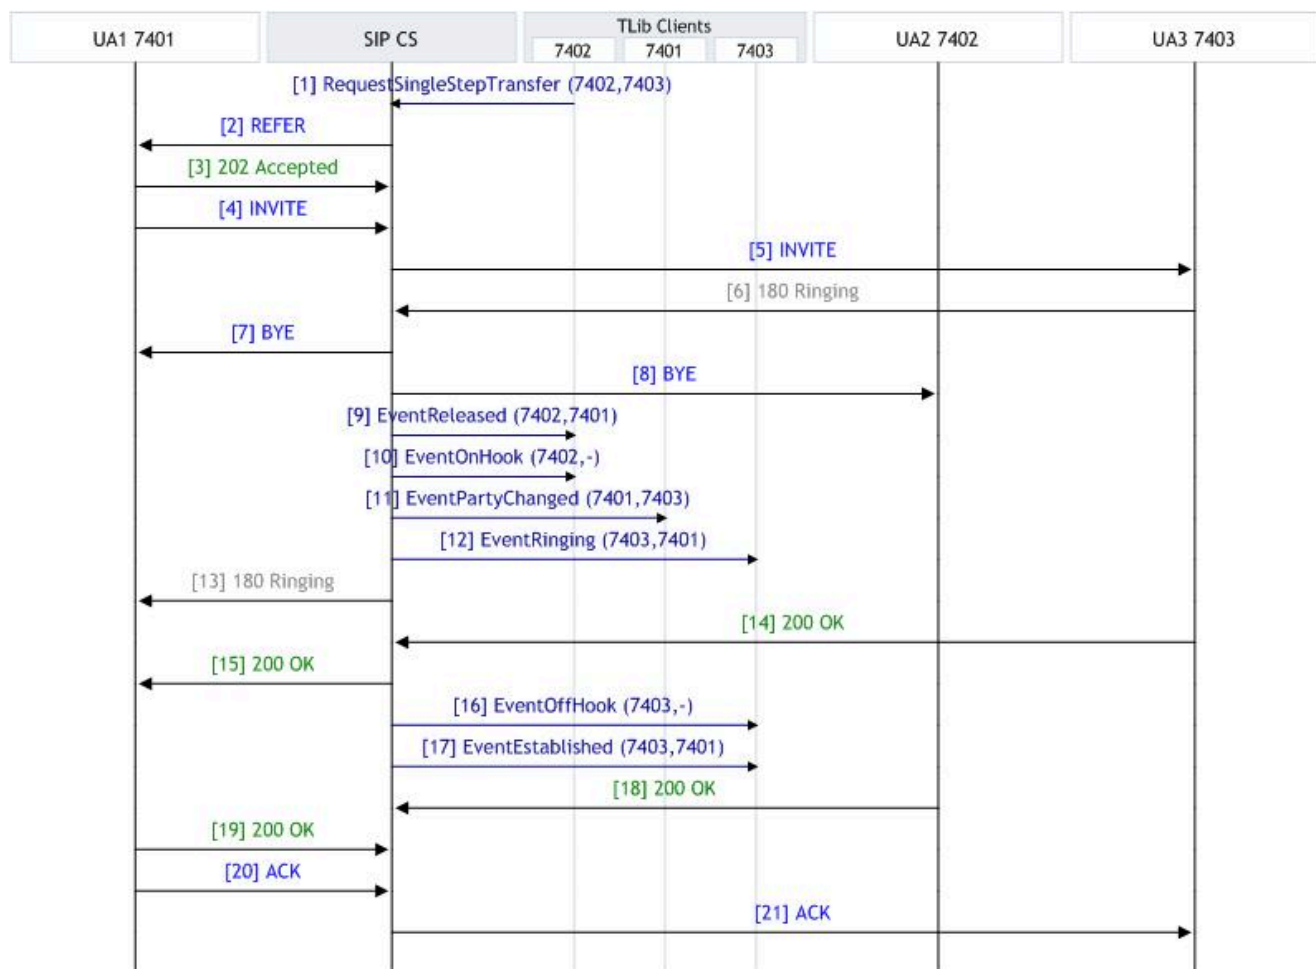 UA1 7401
SIP CS
TLib Clients
7402
7401
7403
UA2 7402
UA3 7403
[1] RequestSingleStepTransfer (7402,7403)
[2] REFER
[3] 202 Accepted
[4] INVITE
[5] INVITE
[6] 180 Ringing
[7] BYE
[8] BYE
[9] EventReleased (7402,7401)
[10] EventOnHook (7402,-)
[11] EventPartyChanged (7401,7403)
[12] EventRinging (7403,7401)
[13] 180 Ringing
[14] 200 OK
[15] 200 OK
[16] EventOffHook (7403,-)
[17] EventEstablished (7403,7401)
[18] 200 OK
[19] 200 OK
[20] ACK
[21] ACK